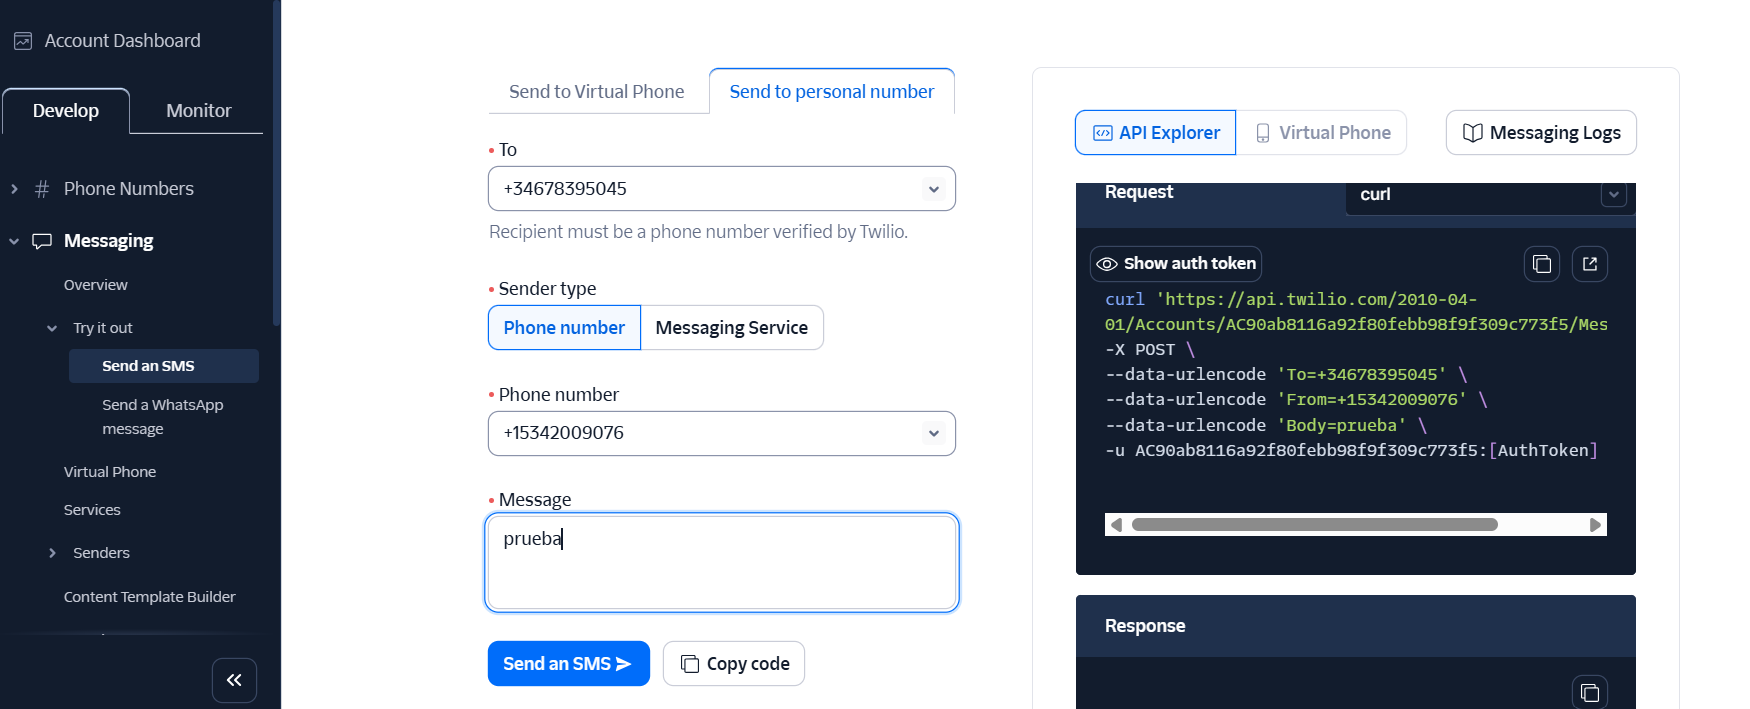 Account Dashboard
Develop
Monitor
Phone Numbers
Messaging
Overview
Try it out
Send an SMS
Send a WhatsApp
message
Virtual Phone
Services
Senders
Content Template Builder
Send to Virtual Phone
Send to personal number
• To
+34678395045
Recipient must be a phone number verified by Twilio.
• Sender type
Phone number
Messaging Service
• Phone number
+15342009076
• Message
prueba
Send an SMS
Copy code
API Explorer
Virtual Phone
Messaging Logs
Request
curl
Show auth token
curl 'https://api.twilio.com/2010-04-
01/Accounts/AC90ab8116a92f80febb98f9f309c773f5/Mes
-X POST \
--data-urlencode 'To=+34678395045' \
--data-urlencode 'From=+15342009076' \
--data-urlencode 'Body=prueba' \
-u AC90ab8116a92f80febb98f9f309c773f5:[AuthToken]
Response